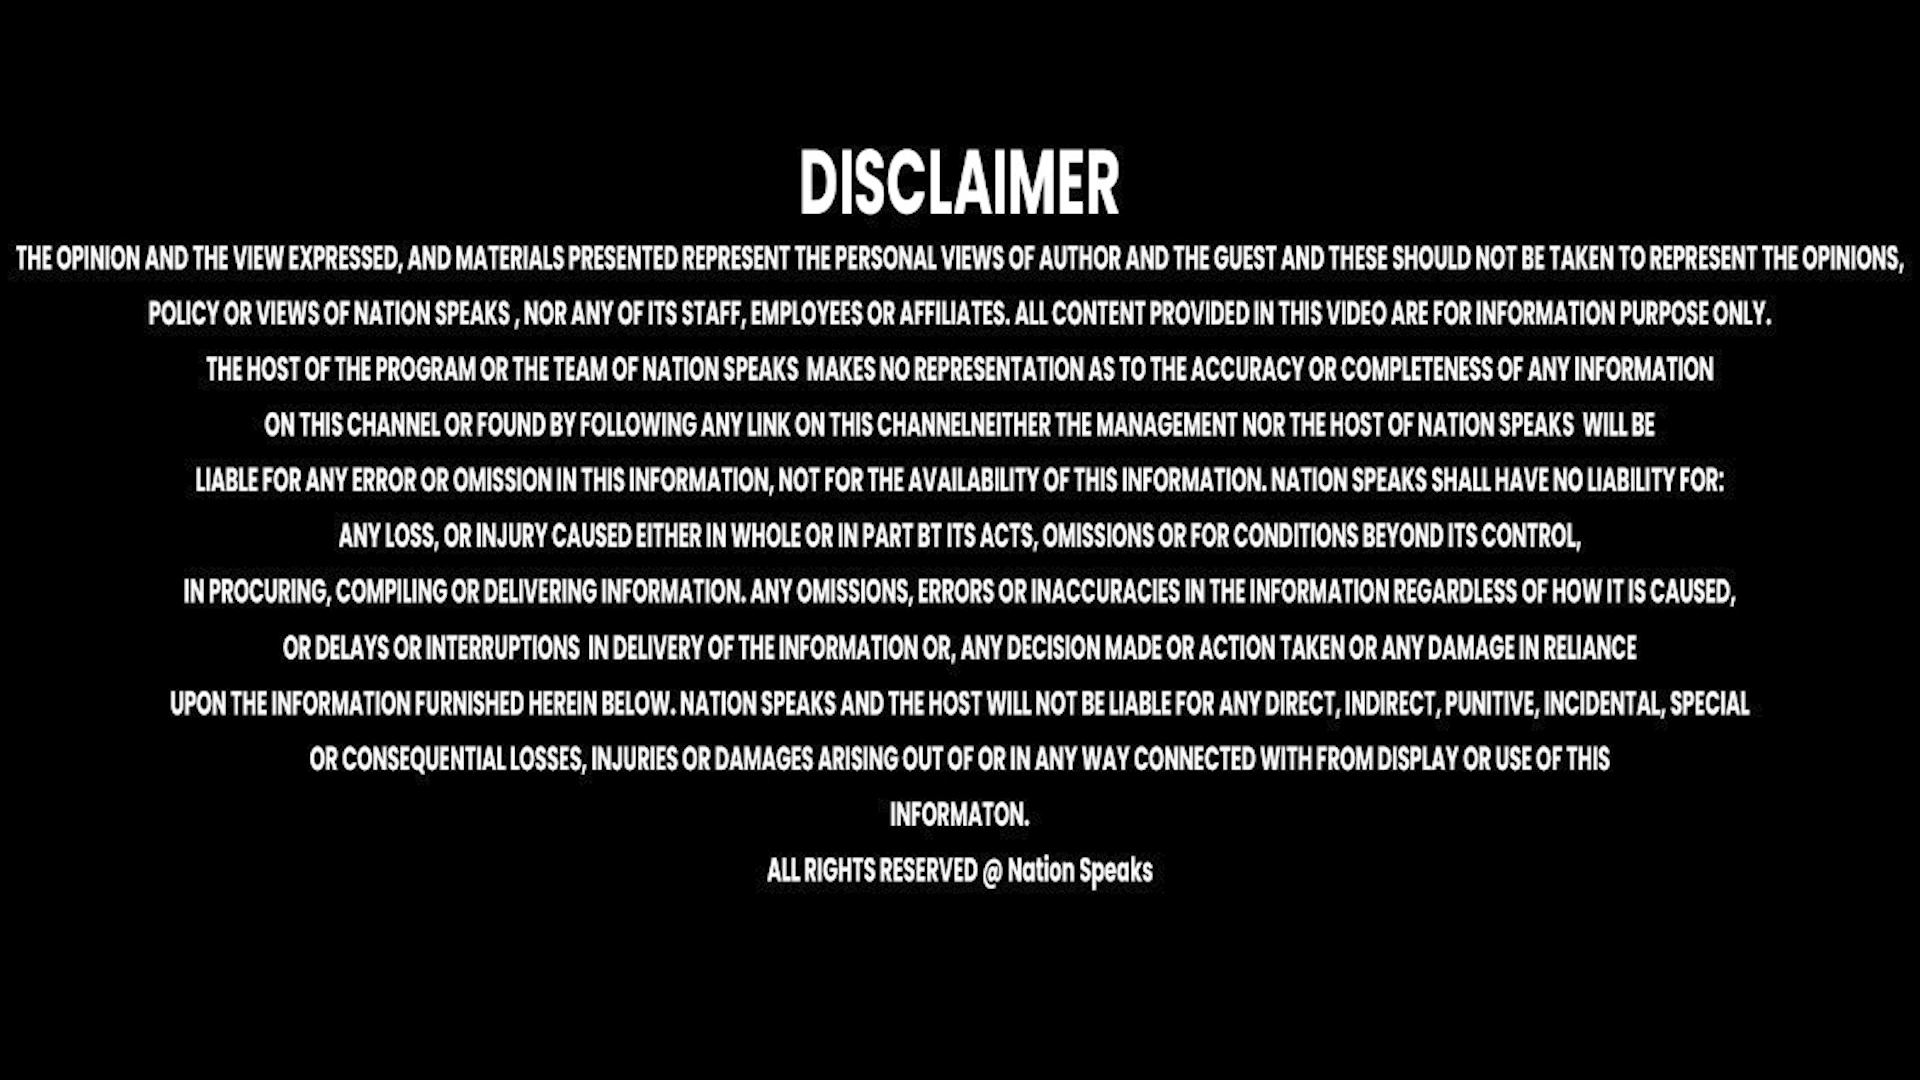 DISCLAIMER
THE OPINION AND THE VIEW EXPRESSED, AND MATERIALS PRESENTED REPRESENT THE PERSONAL VIEWS OF AUTHOR AND THE GUEST AND THESE SHOULD NOT BE TAKEN TO REPRESENT THE OPINIONS,
POLICY OR VIEWS OF NATION SPEAKS , NOR ANY OF ITS STAFF, EMPLOYEES OR AFFILIATES. ALL CONTENT PROVIDED IN THIS VIDEO ARE FOR INFORMATION PURPOSE ONLY.
THE HOST OF THE PROGRAM OR THE TEAM OF NATION SPEAKS  MAKES NO REPRESENTATION AS TO THE ACCURACY OR COMPLETENESS OF ANY INFORMATION
ON THIS CHANNEL OR FOUND BY FOLLOWING ANY LINK ON THIS CHANNELNEITHER THE MANAGEMENT NOR THE HOST OF NATION SPEAKS  WILL BE
LIABLE FOR ANY ERROR OR OMISSION IN THIS INFORMATION, NOT FOR THE AVAILABILITY OF THIS INFORMATION. NATION SPEAKS SHALL HAVE NO LIABILITY FOR:
ANY LOSS, OR INJURY CAUSED EITHER IN WHOLE OR IN PART BT ITS ACTS, OMISSIONS OR FOR CONDITIONS BEYOND ITS CONTROL,
IN PROCURING, COMPILING OR DELIVERING INFORMATION. ANY OMISSIONS, ERRORS OR INACCURACIES IN THE INFORMATION REGARDLESS OF HOW IT IS CAUSED,
OR DELAYS OR INTERRUPTIONS  IN DELIVERY OF THE INFORMATION OR, ANY DECISION MADE OR ACTION TAKEN OR ANY DAMAGE IN RELIANCE
UPON THE INFORMATION FURNISHED HEREIN BELOW. NATION SPEAKS AND THE HOST WILL NOT BE LIABLE FOR ANY DIRECT, INDIRECT, PUNITIVE, INCIDENTAL, SPECIAL
OR CONSEQUENTIAL LOSSES, INJURIES OR DAMAGES ARISING OUT OF OR IN ANY WAY CONNECTED WITH FROM DISPLAY OR USE OF THIS
INFORMATON.
ALL RIGHTS RESERVED @ Nation Speaks